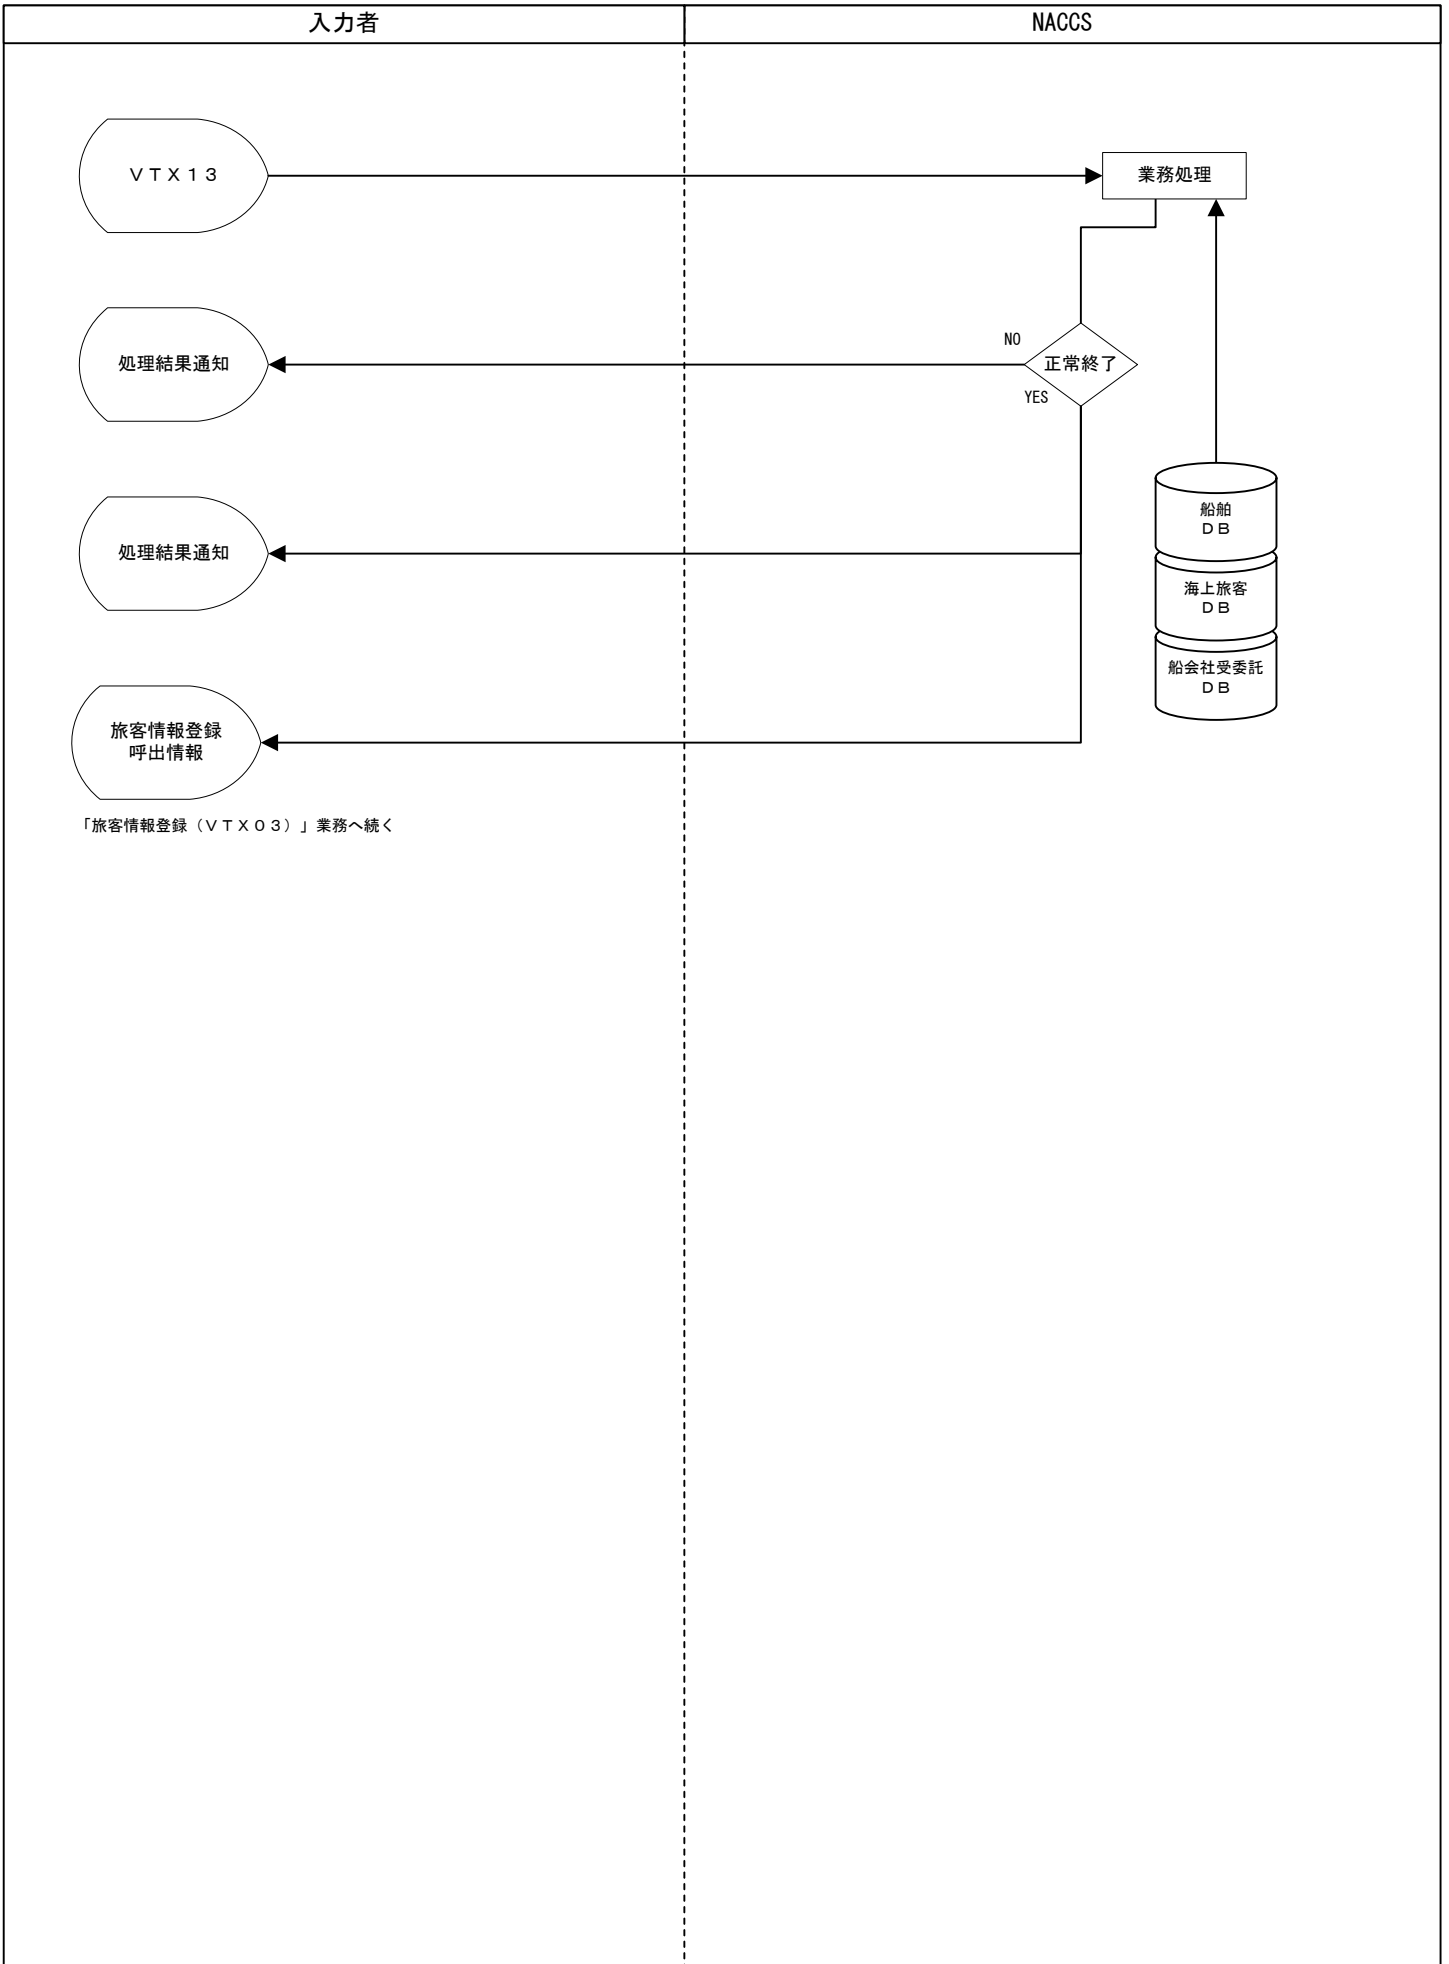 入力者
NACCS
ＶＴＸ１３
業務処理
NO
処理結果通知
正常終了
YES
船舶
ＤＢ
処理結果通知
海上旅客
ＤＢ
船会社受委託
ＤＢ
旅客情報登録
呼出情報
「旅客情報登録（ＶＴＸ０３）」業務へ続く